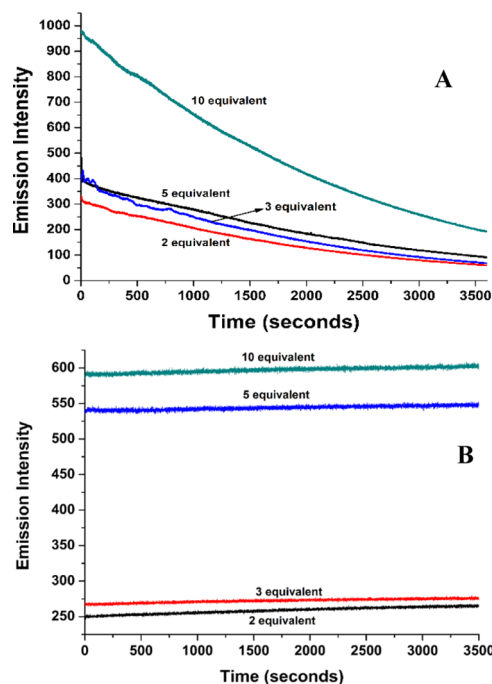 1000
900
800
700
600
500
400
300
200
100
0
Emission Intensity
A
10 equivalent
5 equivalent
3 equivalent
2 equivalent
0 500 1000 1500 2000 2500 3000 3500
Time (seconds)
600
550
500
450
400
350
300
250
Emission Intensity
10 equivalent
5 equivalent
B
3 equivalent
2 equivalent
0 500 1000 1500 2000 2500 3000 3500
Time (seconds)